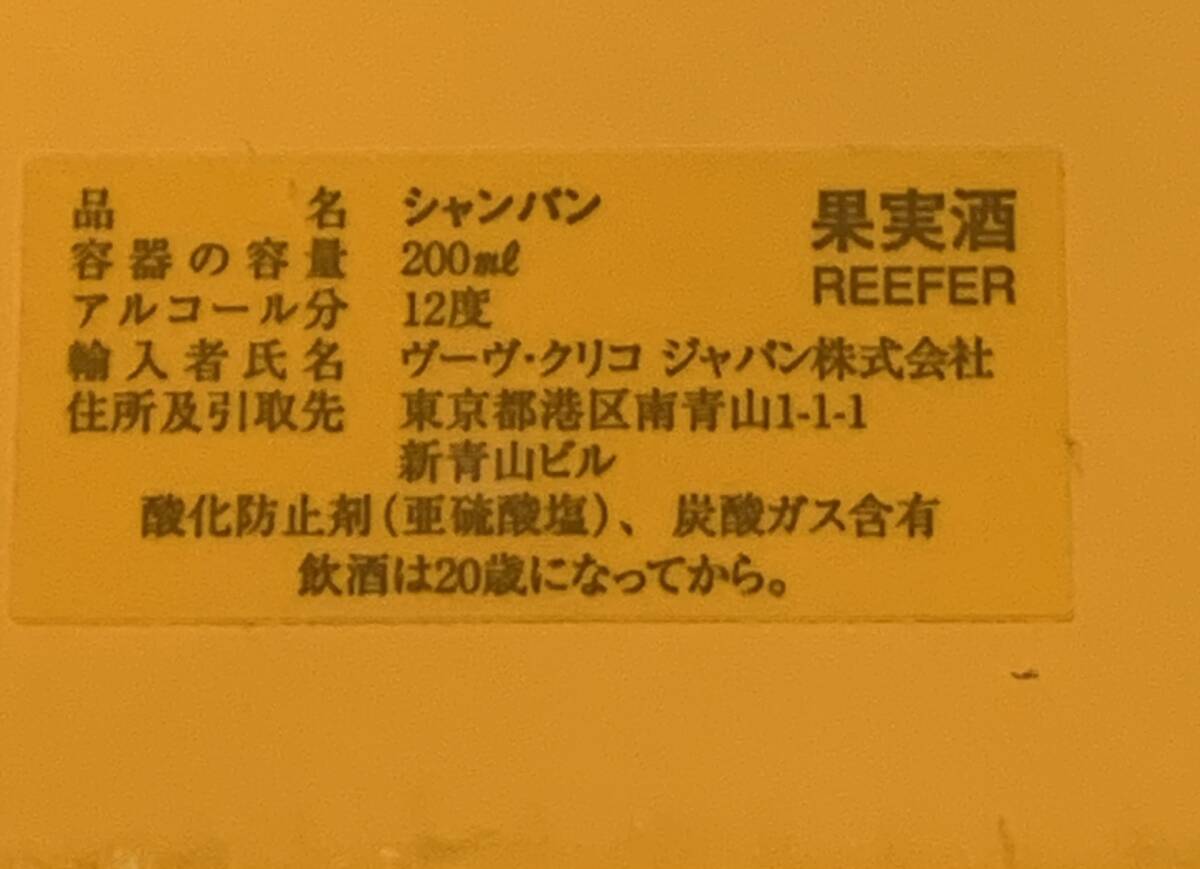 品名 シャンパン 果実酒
容器の容量 200mℓ REEFER
アルコール分 12度
輸入者氏名 ヴーヴ・クリコ ジャパン株式会社
住所及引取先 東京都港区南青山1-1-1
新青山ビル
酸化防止剤(亜硫酸塩)、炭酸ガス含有
飲酒は20歳になってから。